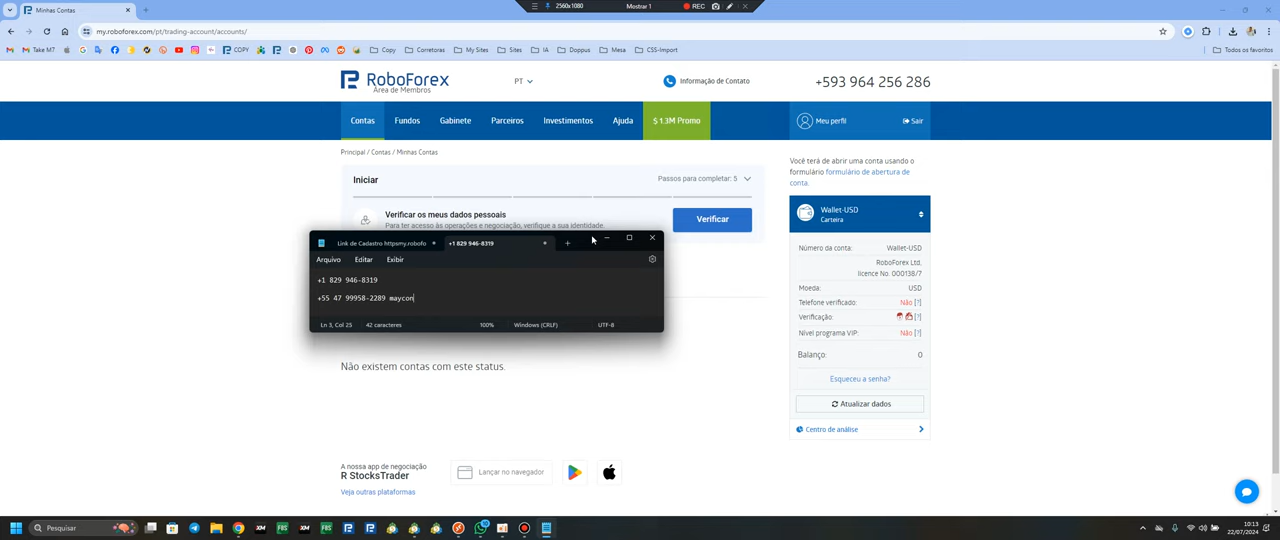 Minhas Contas
2560x1080
Mostrar 1
REC
my.roboforex.com/pt/trading-account/accounts/
Gmail
Take M7
COPY
Copy
Corretoras
My Sites
Sites
IA
Doppus
Mesa
CSS-Import
Todos os favoritos
RoboForex
Área de Membros
PT
Informação de Contato
+593 964 256 286
Contas
Fundos
Gabinete
Parceiros
Investimentos
Ajuda
$ 1.3M Promo
Meu perfil
Sair
Principal / Contas / Minhas Contas
Iniciar
Passos para completar: 5
Verificar os meus dados pessoais
Para ter acesso às operações e negociação, verifique a sua identidade.
Verificar
Link de Cadastro httpsmy.robofo
+1 829 946-8319
Arquivo
Editar
Exibir
+1 829 946-8319
+55 47 99958-2289 maycon
Ln 3, Col 25
42 caracteres
100%
Windows (CRLF)
UTF-8
Não existem contas com este status.
Você terá de abrir uma conta usando o
formulário formulário de abertura de
conta.
Wallet-USD
Carteira
Número da conta: Wallet-USD
RoboForex Ltd,
licence No. 000138/7
Moeda: USD
Telefone verificado: Não [?]
Verificação: [?]
Nível programa VIP: Não [?]
Balanço: 0
Esqueceu a senha?
Atualizar dados
Centro de análise
A nossa app de negociação
R StocksTrader
Veja outras plataformas
Lançar no navegador
Pesquisar
XM
FBS
XM
FBS
10:13
22/07/2024